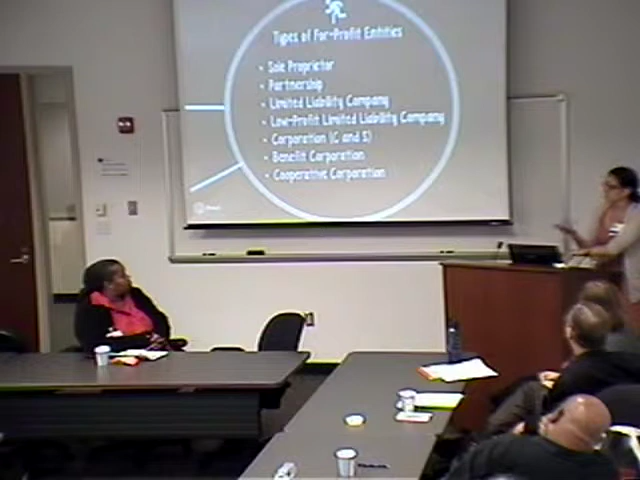 Types of For-Profit Entities
• Sole Proprietor
• Partnership
• Limited Liability Company
• Low-Profit Limited Liability Company
• Corporation (C and S)
• Benefit Corporation
• Cooperative Corporation